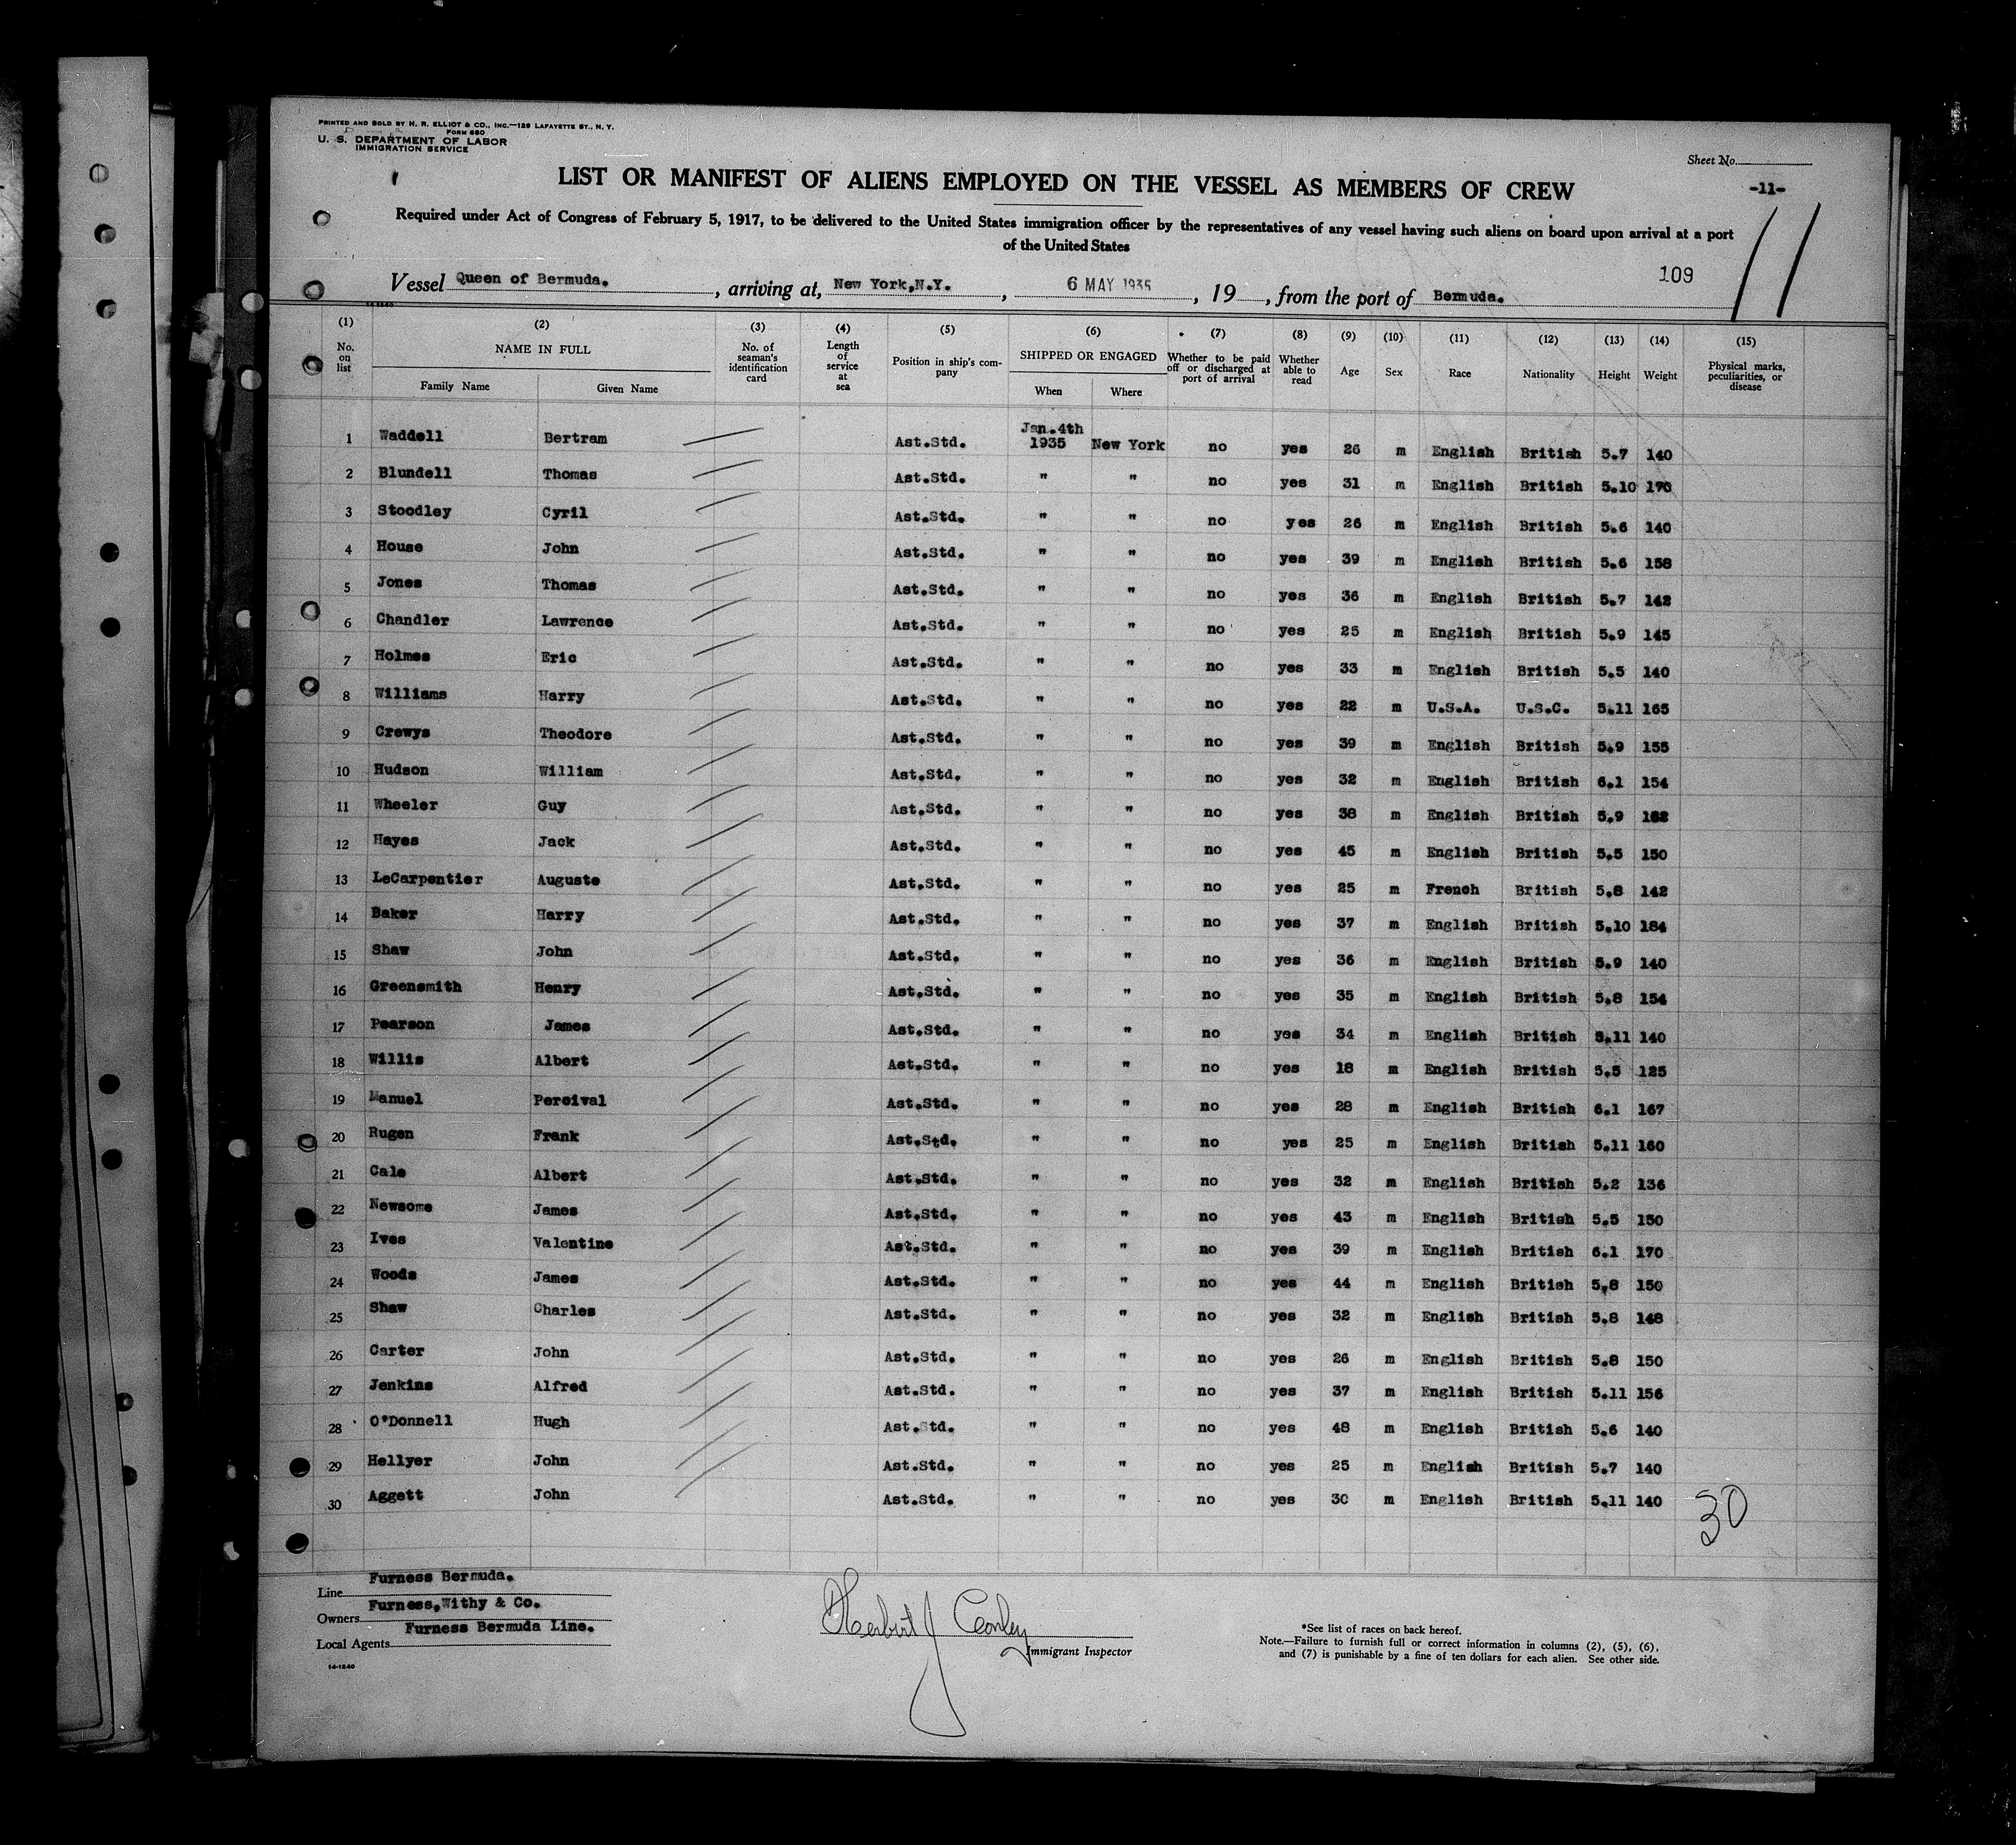 PRINTED AND SOLD BY H. R. ELLIOT & CO., INC.—129 LAFAYETTE ST., N. Y.
FORM 680
U. S. DEPARTMENT OF LABOR
IMMIGRATION SERVICE
Sheet No.
-11-
LIST OR MANIFEST OF ALIENS EMPLOYED ON THE VESSEL AS MEMBERS OF CREW
11
Required under Act of Congress of February 5, 1917, to be delivered to the United States immigration officer by the representatives of any vessel having such aliens on board upon arrival at a port
of the United States
109
Vessel Queen of Bermuda. , arriving at, New York,N.Y. , 6 MAY 1935 , 19 , from the port of Bermuda.
(1) (2) (3) (4) (5) (6) (7) (8) (9) (10) (11) (12) (13) (14) (15)
No. on list NAME IN FULL Family Name Given Name No. of seaman's identification card Length of service at sea Position in ship's company SHIPPED OR ENGAGED When Where Whether to be paid off or discharged at port of arrival Whether able to read Age Sex Race Nationality Height Weight Physical marks, peculiarities, or disease
1 Waddell Bertram Ast.Std. Jan.4th 1935 New York no yes 26 m English British 5.7 140
2 Blundell Thomas Ast.Std. " " no yes 31 m English British 5.10 170
3 Stoodley Cyril Ast.Std. " " no yes 26 m English British 5.6 140
4 House John Ast.Std. " " no yes 39 m English British 5.6 158
5 Jones Thomas Ast.Std. " " no yes 36 m English British 5.7 142
6 Chandler Lawrence Ast.Std. " " no yes 25 m English British 5.9 145
7 Holmes Eric Ast.Std. " " no yes 33 m English British 5.5 140
8 Williams Harry Ast.Std. " " no yes 22 m U.S.A. U.S.C. 5.11 165
9 Crewys Theodore Ast.Std. " " no yes 39 m English British 5.9 155
10 Hudson William Ast.Std. " " no yes 32 m English British 6.1 154
11 Wheeler Guy Ast.Std. " " no yes 38 m English British 5.9
12 Hayes Jack Ast.Std. " " no yes 45 m English British 5.5 150
13 LeCarpentier Auguste Ast.Std. " " no yes 25 m French British 5.8 142
14 Baker Harry Ast.Std. " " no yes 37 m English British 5.10 184
15 Shaw John Ast.Std. " " no yes 36 m English British 5.9 140
16 Greensmith Henry Ast.Std. " " no yes 35 m English British 5.8 154
17 Pearson James Ast.Std. " " no yes 34 m English British 5.11 140
18 Willis Albert Ast.Std. " " no yes 18 m English British 5.5 125
19 Manuel Percival Ast.Std. " " no yes 28 m English British 6.1 167
20 Rugen Frank Ast.Std. " " no yes 25 m English British 5.11 160
21 Cale Albert Ast.Std. " " no yes 32 m English British 5.2 136
22 Newsome James Ast.Std. " " no yes 43 m English British 5.5 150
23 Ives Valentine Ast.Std. " " no yes 39 m English British 6.1 170
24 Woods James Ast.Std. " " no yes 44 m English British 5.8 150
25 Shaw Charles Ast.Std. " " no yes 32 m English British 5.8 148
26 Carter John Ast.Std. " " no yes 26 m English British 5.8 150
27 Jenkins Alfred Ast.Std. " " no yes 37 m English British 5.11 156
28 O'Donnell Hugh Ast.Std. " " no yes 48 m English British 5.6 140
29 Hellyer John Ast.Std. " " no yes 25 m English British 5.7 140
30 Aggett John Ast.Std. " " no yes 30 m English British 5.11 140
30
Line Furness Bermuda.
Owners Furness,Withy & Co.
Local Agents Furness Bermuda Line.
14-1240
Herbert J Conley
Immigrant Inspector
*See list of races on back hereof.
Note.—Failure to furnish full or correct information in columns (2), (5), (6),
and (7) is punishable by a fine of ten dollars for each alien. See other side.